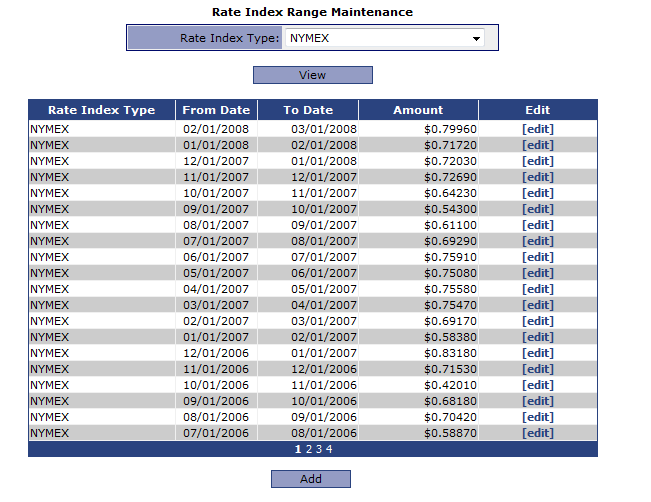 Rate Index Range Maintenance
Rate Index Type: NYMEX
View
Rate Index Type From Date To Date Amount Edit
NYMEX 02/01/2008 03/01/2008 $0.79960 [edit]
NYMEX 01/01/2008 02/01/2008 $0.71720 [edit]
NYMEX 12/01/2007 01/01/2008 $0.72030 [edit]
NYMEX 11/01/2007 12/01/2007 $0.72690 [edit]
NYMEX 10/01/2007 11/01/2007 $0.64230 [edit]
NYMEX 09/01/2007 10/01/2007 $0.54300 [edit]
NYMEX 08/01/2007 09/01/2007 $0.61100 [edit]
NYMEX 07/01/2007 08/01/2007 $0.69290 [edit]
NYMEX 06/01/2007 07/01/2007 $0.75910 [edit]
NYMEX 05/01/2007 06/01/2007 $0.75080 [edit]
NYMEX 04/01/2007 05/01/2007 $0.75580 [edit]
NYMEX 03/01/2007 04/01/2007 $0.75470 [edit]
NYMEX 02/01/2007 03/01/2007 $0.69170 [edit]
NYMEX 01/01/2007 02/01/2007 $0.58380 [edit]
NYMEX 12/01/2006 01/01/2007 $0.83180 [edit]
NYMEX 11/01/2006 12/01/2006 $0.71530 [edit]
NYMEX 10/01/2006 11/01/2006 $0.42010 [edit]
NYMEX 09/01/2006 10/01/2006 $0.68180 [edit]
NYMEX 08/01/2006 09/01/2006 $0.70420 [edit]
NYMEX 07/01/2006 08/01/2006 $0.58870 [edit]
1 2 3 4
Add